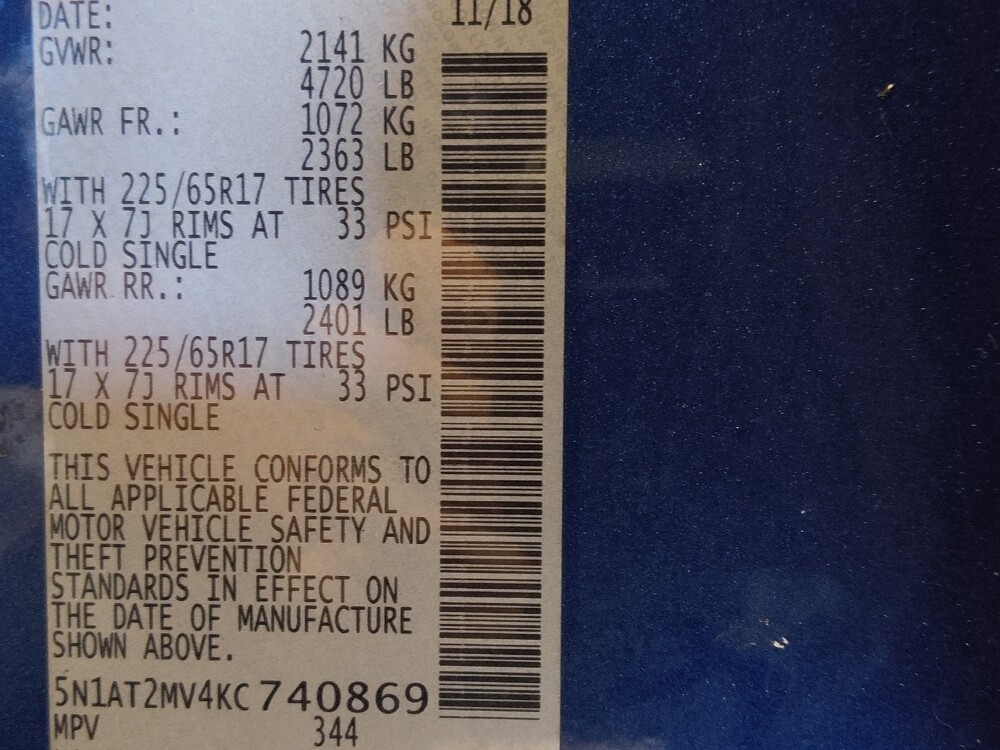 DATE: 11/18
GVWR: 2141 KG
4720 LB
GAWR FR.: 1072 KG
2363 LB
WITH 225/65R17 TIRES
17 X 7J RIMS AT 33 PSI
COLD SINGLE
GAWR RR.: 1089 KG
2401 LB
WITH 225/65R17 TIRES
17 X 7J RIMS AT 33 PSI
COLD SINGLE
THIS VEHICLE CONFORMS TO
ALL APPLICABLE FEDERAL
MOTOR VEHICLE SAFETY AND
THEFT PREVENTION
STANDARDS IN EFFECT ON
THE DATE OF MANUFACTURE
SHOWN ABOVE.
5N1AT2MV4KC740869
MPV 344